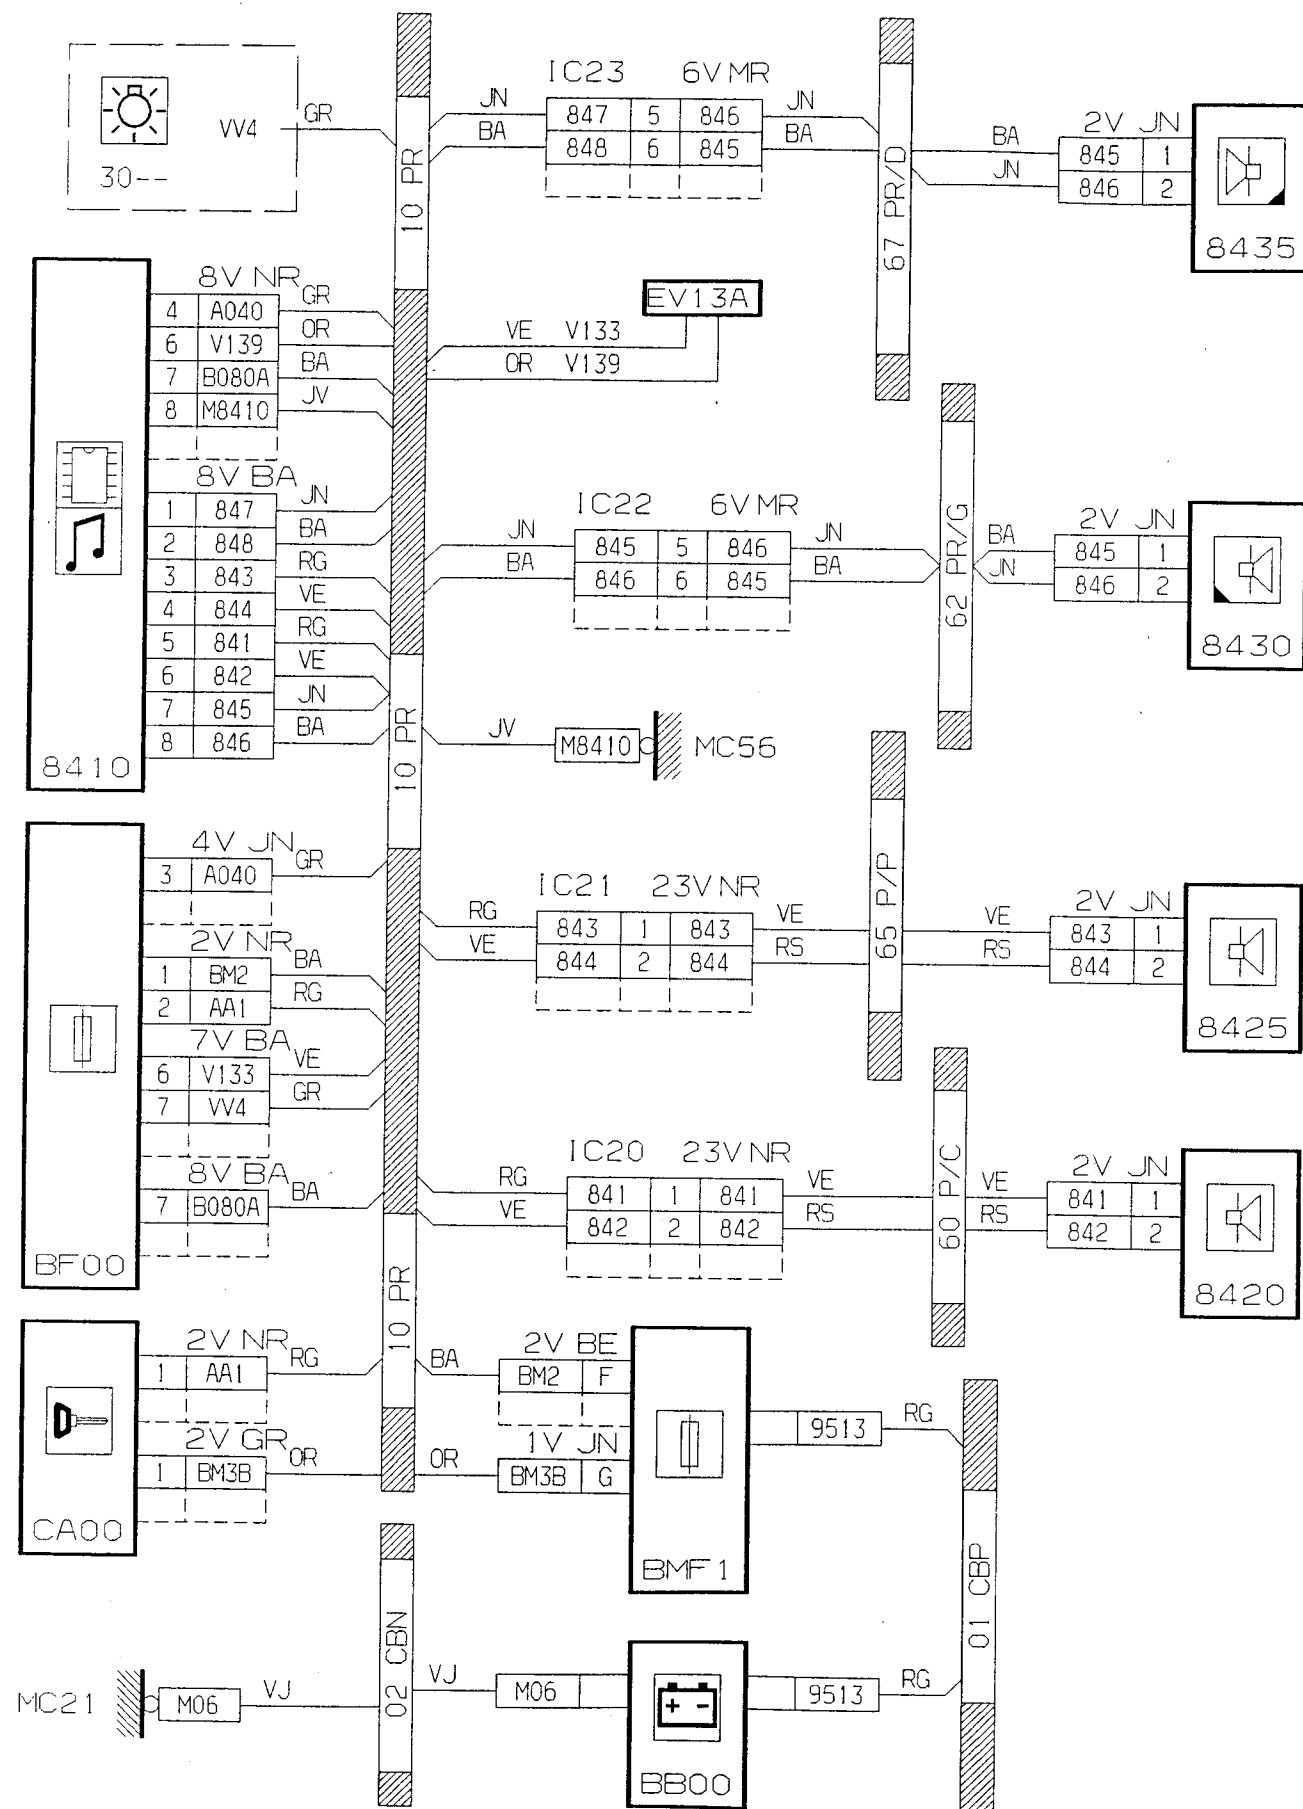 VV4
30--
GR
10 PR
JN
BA
IC23 6V MR
847 5 846
848 6 845
JN
BA
67 PR/D
BA
JN
2V JN
845 1
846 2
8435
8V NR
4 A040 GR
6 V139 OR
7 B080A BA
8 M8410 JV
EV13A
VE V133
OR V139
8V BA
1 847 JN
2 848 BA
3 843 RG
4 844 VE
5 841 RG
6 842 VE
7 845 JN
8 846 BA
8410
JN
BA
IC22 6V MR
845 5 846
846 6 845
JN
BA
62 PR/G
BA
JN
2V JN
845 1
846 2
8430
10 PR
JV
M8410
MC56
4V JN
3 A040 GR
2V NR
1 BM2 BA
2 AA1 RG
7V BA
6 V133 VE
7 VV4 GR
8V BA
7 B080A BA
BF00
RG
VE
IC21 23V NR
843 1 843
844 2 844
VE
RS
65 P/P
VE
RS
2V JN
843 1
844 2
8425
RG
VE
IC20 23V NR
841 1 841
842 2 842
VE
RS
60 P/C
VE
RS
2V JN
841 1
842 2
8420
10 PR
2V NR
1 AA1 RG
2V GR
1 BM3B OR
CA00
BA
2V BE
BM2 F
OR
1V JN
BM3B G
BMF1
9513
RG
01 CBP
MC21
M06
VJ
02 CBN
VJ
M06
BB00
9513
RG